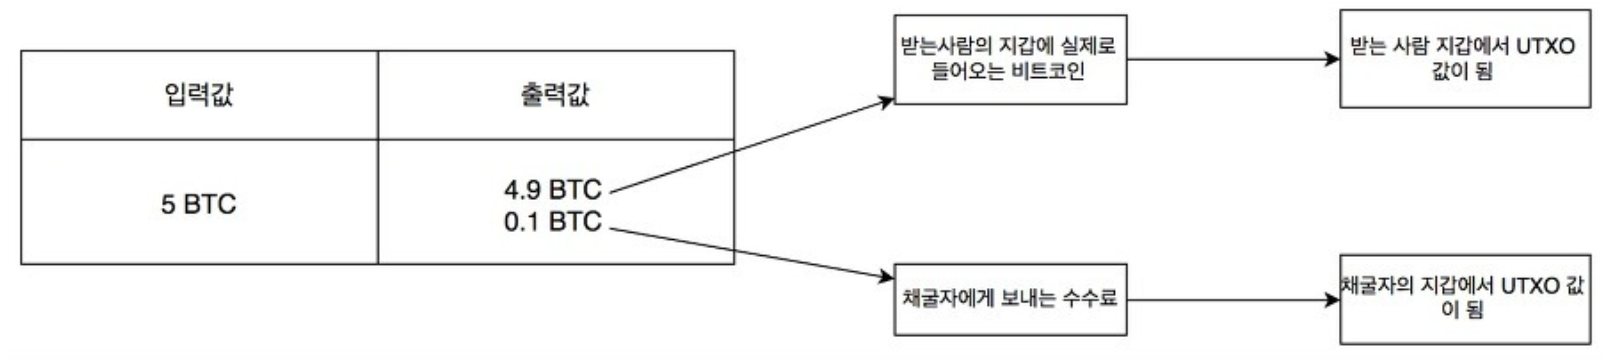 입력값
출력값
5 BTC
4.9 BTC
0.1 BTC
받는사람의 지갑에 실제로
들어오는 비트코인
받는 사람 지갑에서 UTXO
값이 됨
채굴자에게 보내는 수수료
채굴자의 지갑에서 UTXO 값
이 됨